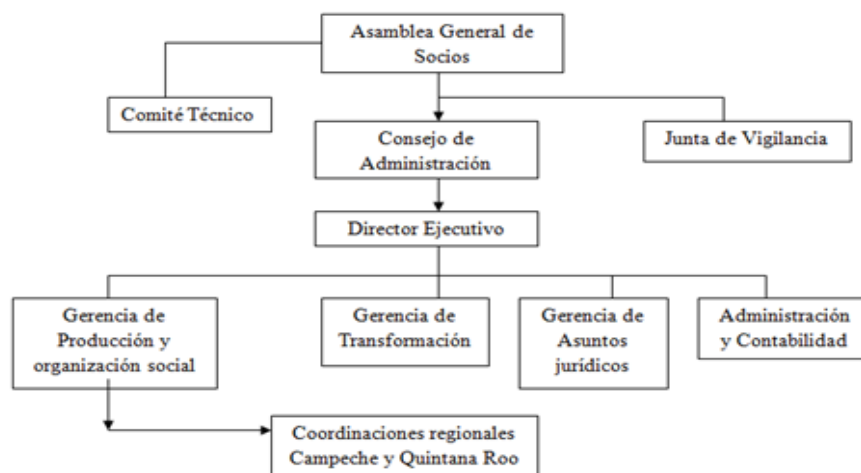 Asamblea General de
Socios
Comité Técnico
Consejo de
Administración
Junta de Vigilancia
Director Ejecutivo
Gerencia de
Producción y
organización social
Gerencia de
Transformación
Gerencia de
Asuntos
jurídicos
Administración
y Contabilidad
Coordinaciones regionales
Campeche y Quintana Roo